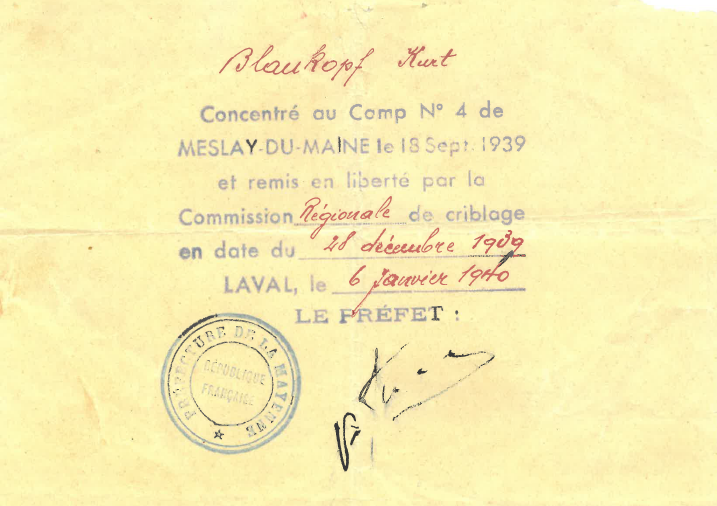 Blaukopf Kurt
Concentré au Camp N° 4 de
MESLAY-DU-MAINE le 18 Sept. 1939
et remis en liberté par la
Commission Régionale de criblage
en date du 28 décembre 1939
LAVAL, le 6 Janvier 1940
LE PRÉFET :
PRÉFECTURE DE LA MAYENNE
RÉPUBLIQUE
FRANÇAISE